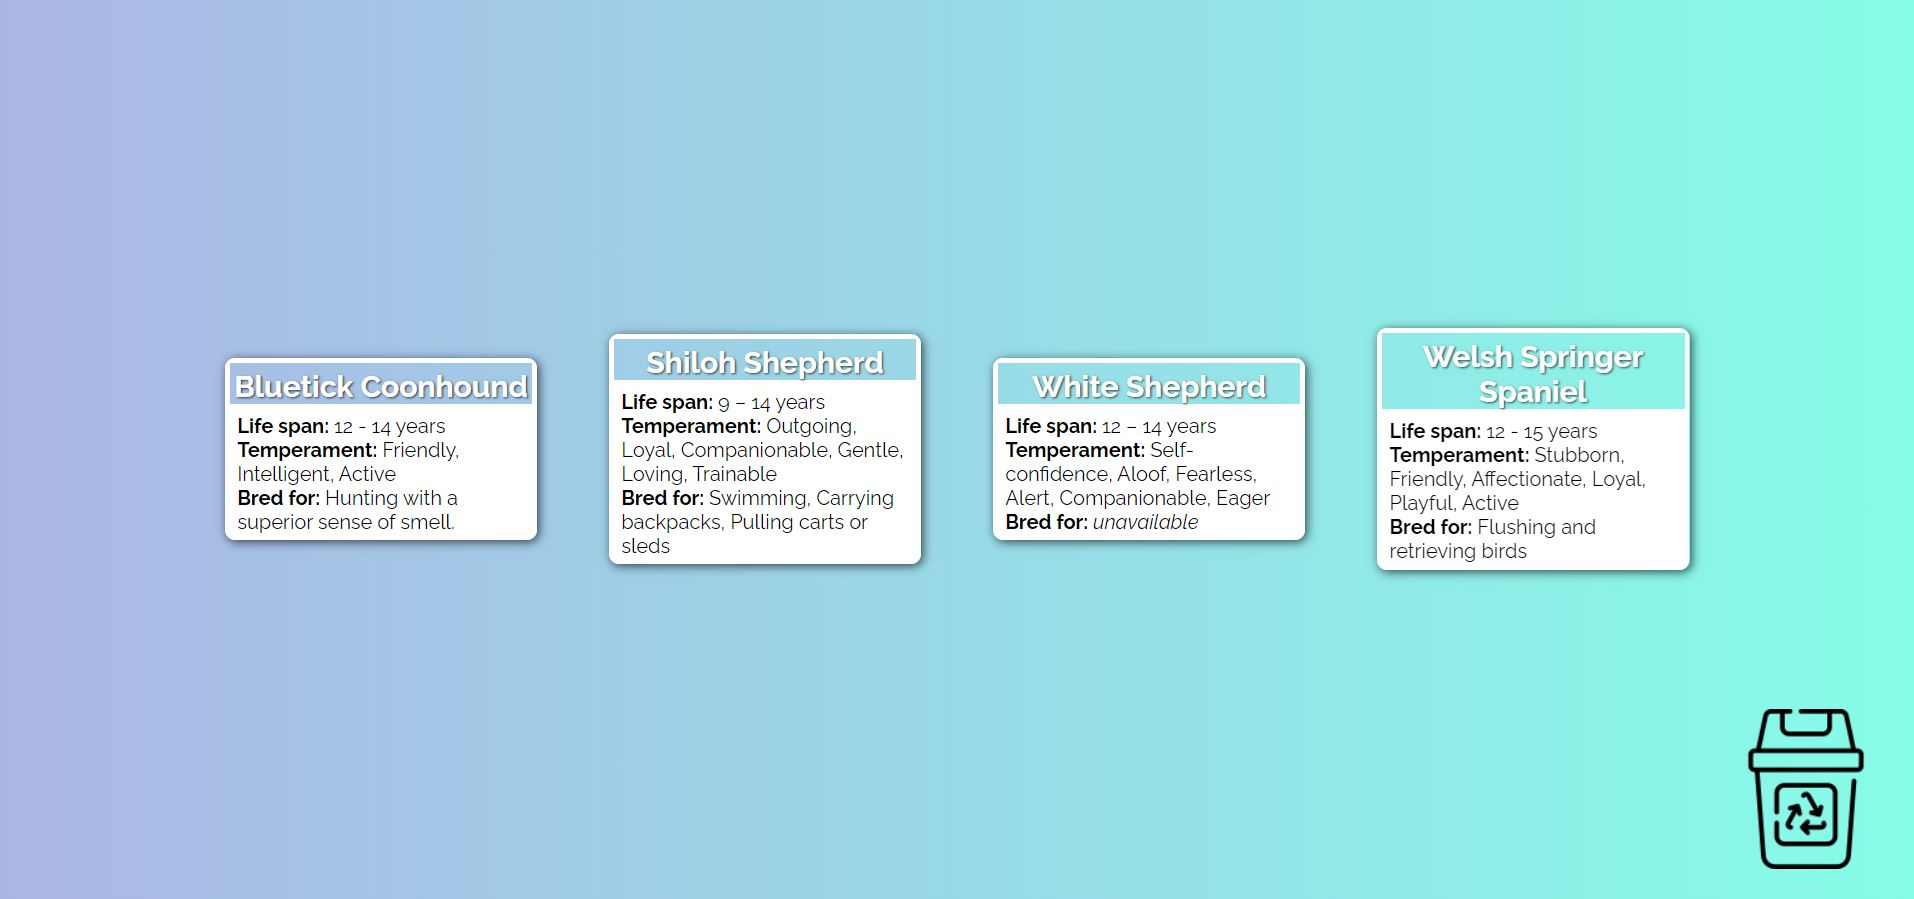 Bluetick Coonhound
Life span: 12 - 14 years
Temperament: Friendly,
Intelligent, Active
Bred for: Hunting with a
superior sense of smell.
Shiloh Shepherd
Life span: 9 – 14 years
Temperament: Outgoing,
Loyal, Companionable, Gentle,
Loving, Trainable
Bred for: Swimming, Carrying
backpacks, Pulling carts or
sleds
White Shepherd
Life span: 12 – 14 years
Temperament: Self-
confidence, Aloof, Fearless,
Alert, Companionable, Eager
Bred for: unavailable
Welsh Springer
Spaniel
Life span: 12 - 15 years
Temperament: Stubborn,
Friendly, Affectionate, Loyal,
Playful, Active
Bred for: Flushing and
retrieving birds